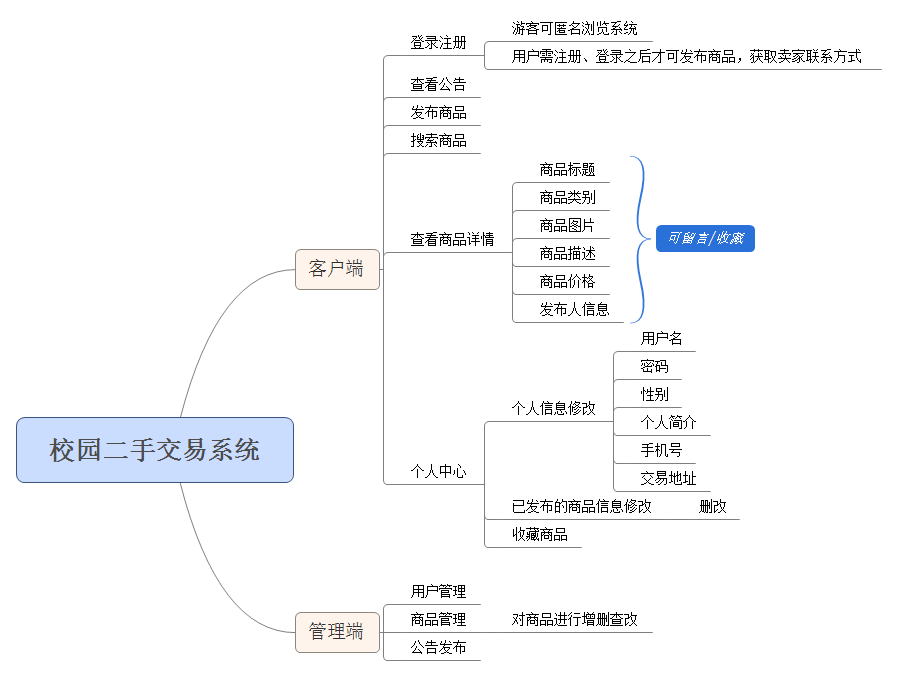 校园二手交易系统
客户端
登录注册
游客可匿名浏览系统
用户需注册、登录之后才可发布商品，获取卖家联系方式
查看公告
发布商品
搜索商品
查看商品详情
商品标题
商品类别
商品图片
商品描述
商品价格
发布人信息
可留言/收藏
个人中心
个人信息修改
用户名
密码
性别
个人简介
手机号
交易地址
已发布的商品信息修改
删改
收藏商品
管理端
用户管理
商品管理
对商品进行增删查改
公告发布